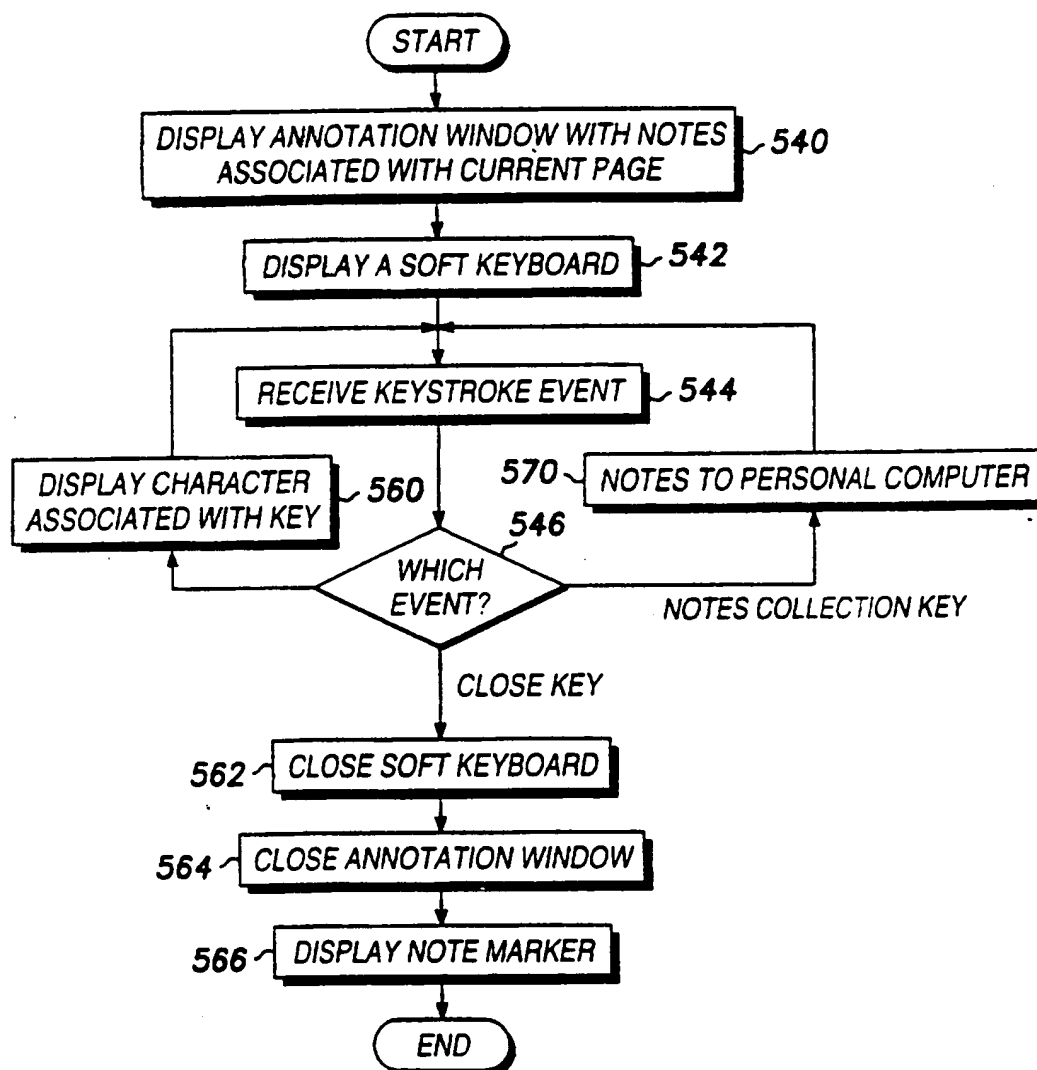 START
DISPLAY ANNOTATION WINDOW WITH NOTES
ASSOCIATED WITH CURRENT PAGE
540
DISPLAY A SOFT KEYBOARD
542
RECEIVE KEYSTROKE EVENT
544
DISPLAY CHARACTER
ASSOCIATED WITH KEY
560
570
NOTES TO PERSONAL COMPUTER
546
WHICH
EVENT?
NOTES COLLECTION KEY
CLOSE KEY
562
CLOSE SOFT KEYBOARD
564
CLOSE ANNOTATION WINDOW
566
DISPLAY NOTE MARKER
END